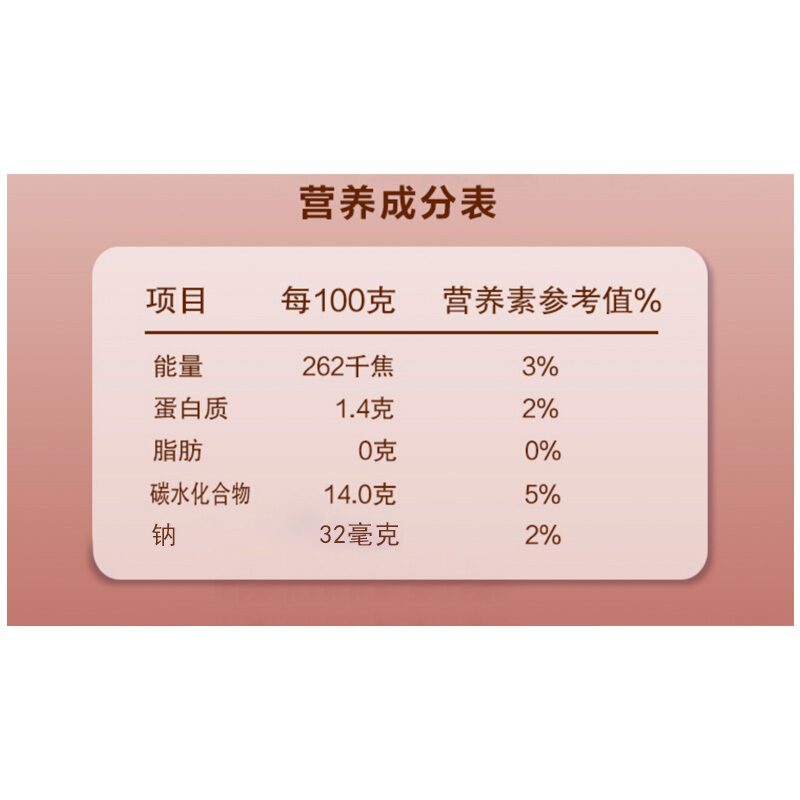 营养成分表
项目 每100克 营养素参考值%
能量 262千焦 3%
蛋白质 1.4克 2%
脂肪 0克 0%
碳水化合物 14.0克 5%
钠 32毫克 2%